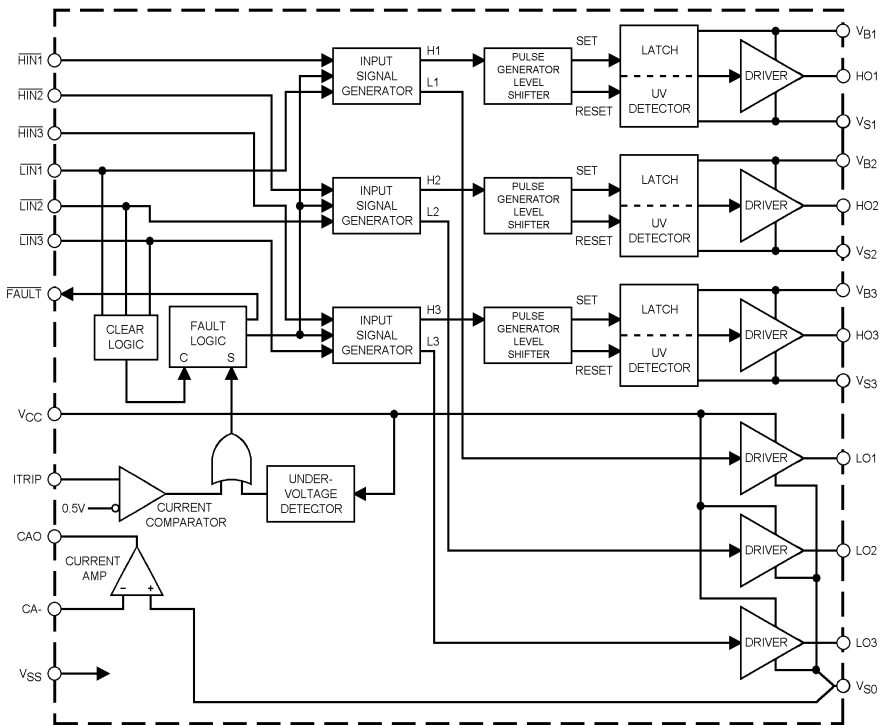 HIN1
HIN2
HIN3
LIN1
LIN2
LIN3
FAULT
VCC
ITRIP
0.5V
CAO
CA-
VSS
CLEAR
LOGIC
FAULT
LOGIC
C
S
CURRENT
COMPARATOR
CURRENT
AMP
-
+
UNDER-
VOLTAGE
DETECTOR
INPUT
SIGNAL
GENERATOR
H1
L1
PULSE
GENERATOR
LEVEL
SHIFTER
SET
RESET
LATCH
UV
DETECTOR
DRIVER
VB1
HO1
VS1
INPUT
SIGNAL
GENERATOR
H2
L2
PULSE
GENERATOR
LEVEL
SHIFTER
SET
RESET
LATCH
UV
DETECTOR
DRIVER
VB2
HO2
VS2
INPUT
SIGNAL
GENERATOR
H3
L3
PULSE
GENERATOR
LEVEL
SHIFTER
SET
RESET
LATCH
UV
DETECTOR
DRIVER
VB3
HO3
VS3
DRIVER
LO1
DRIVER
LO2
DRIVER
LO3
VS0